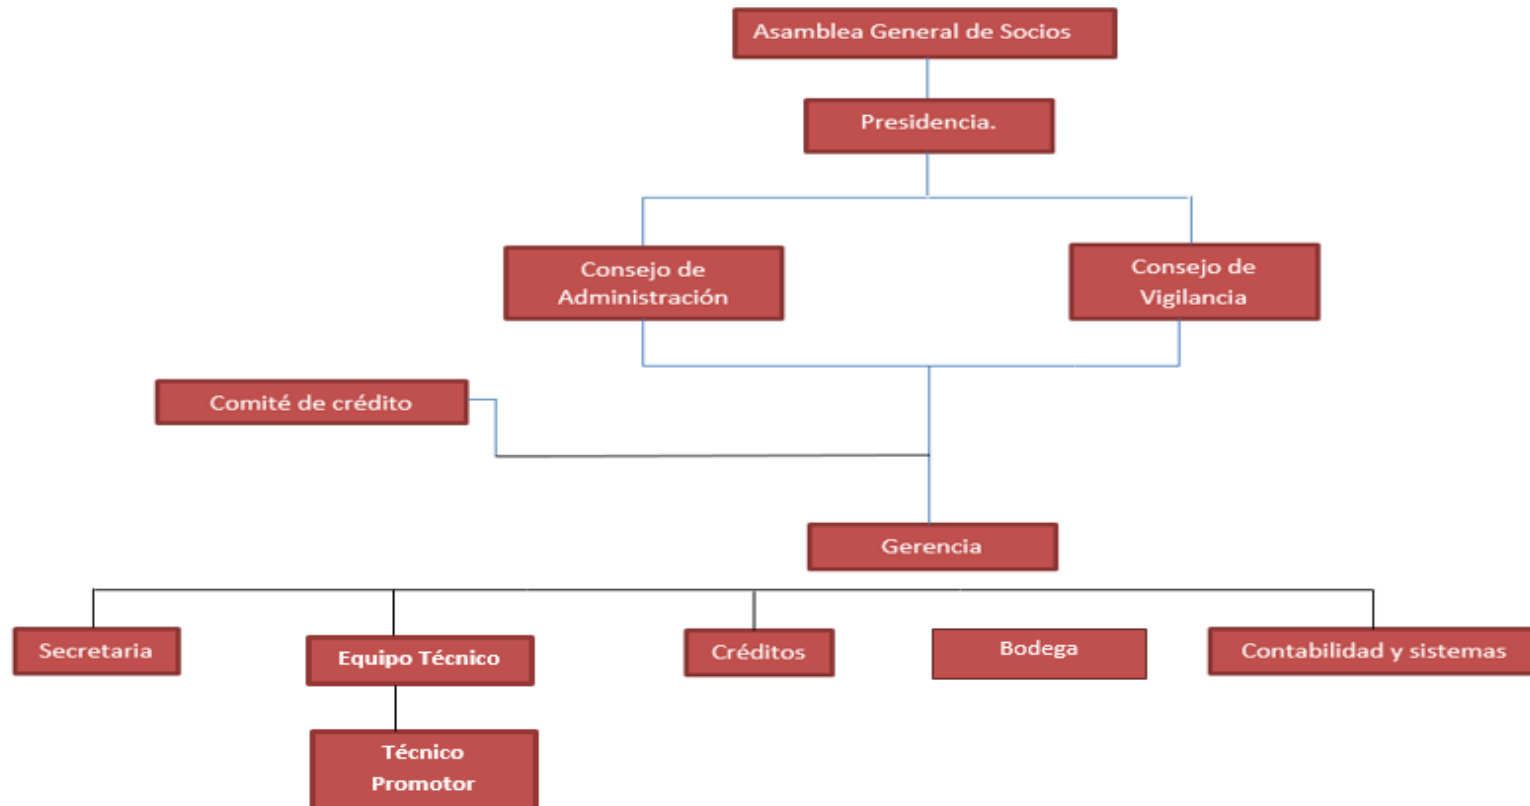 Asamblea General de Socios
Presidencia.
Consejo de
Administración
Consejo de
Vigilancia
Comité de crédito
Gerencia
Secretaria
Equipo Técnico
Créditos
Bodega
Contabilidad y sistemas
Técnico
Promotor